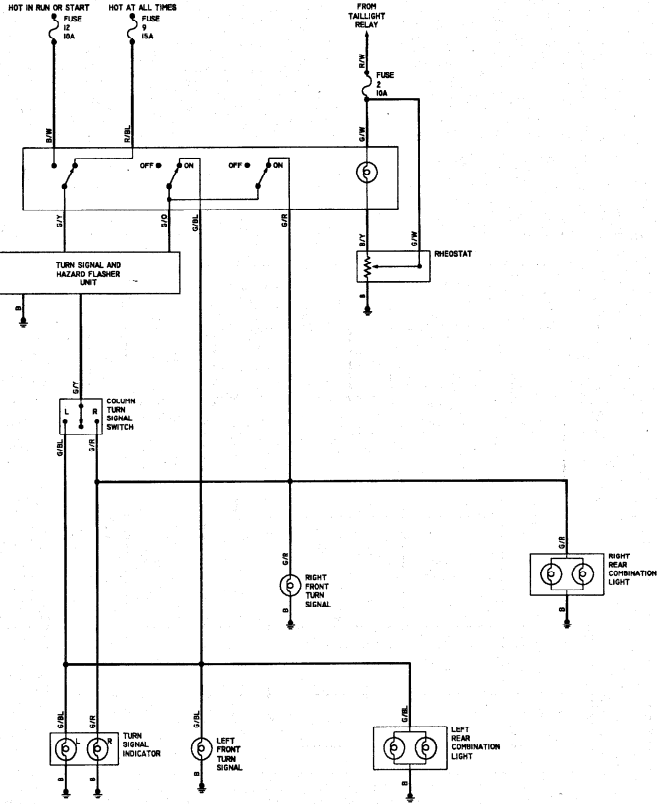 HOT IN RUN OR START
HOT AT ALL TIMES
FROM
TAILLIGHT
RELAY
FUSE
12
10A
FUSE
9
15A
R/W
FUSE
2
10A
B/W
R/BL
G/W
OFF
ON
OFF
ON
G/Y
G/O
G/BL
G/R
B/Y
G/W
RHEOSTAT
TURN SIGNAL AND
HAZARD FLASHER
UNIT
B
B
G/Y
COLUMN
TURN
SIGNAL
SWITCH
L
R
G/BL
G/R
G/R
G/R
RIGHT
FRONT
TURN
SIGNAL
B
RIGHT
REAR
COMBINATION
LIGHT
B
G/BL
G/R
G/BL
G/BL
L
R
TURN
SIGNAL
INDICATOR
LEFT
FRONT
TURN
SIGNAL
LEFT
REAR
COMBINATION
LIGHT
B
B
B
B